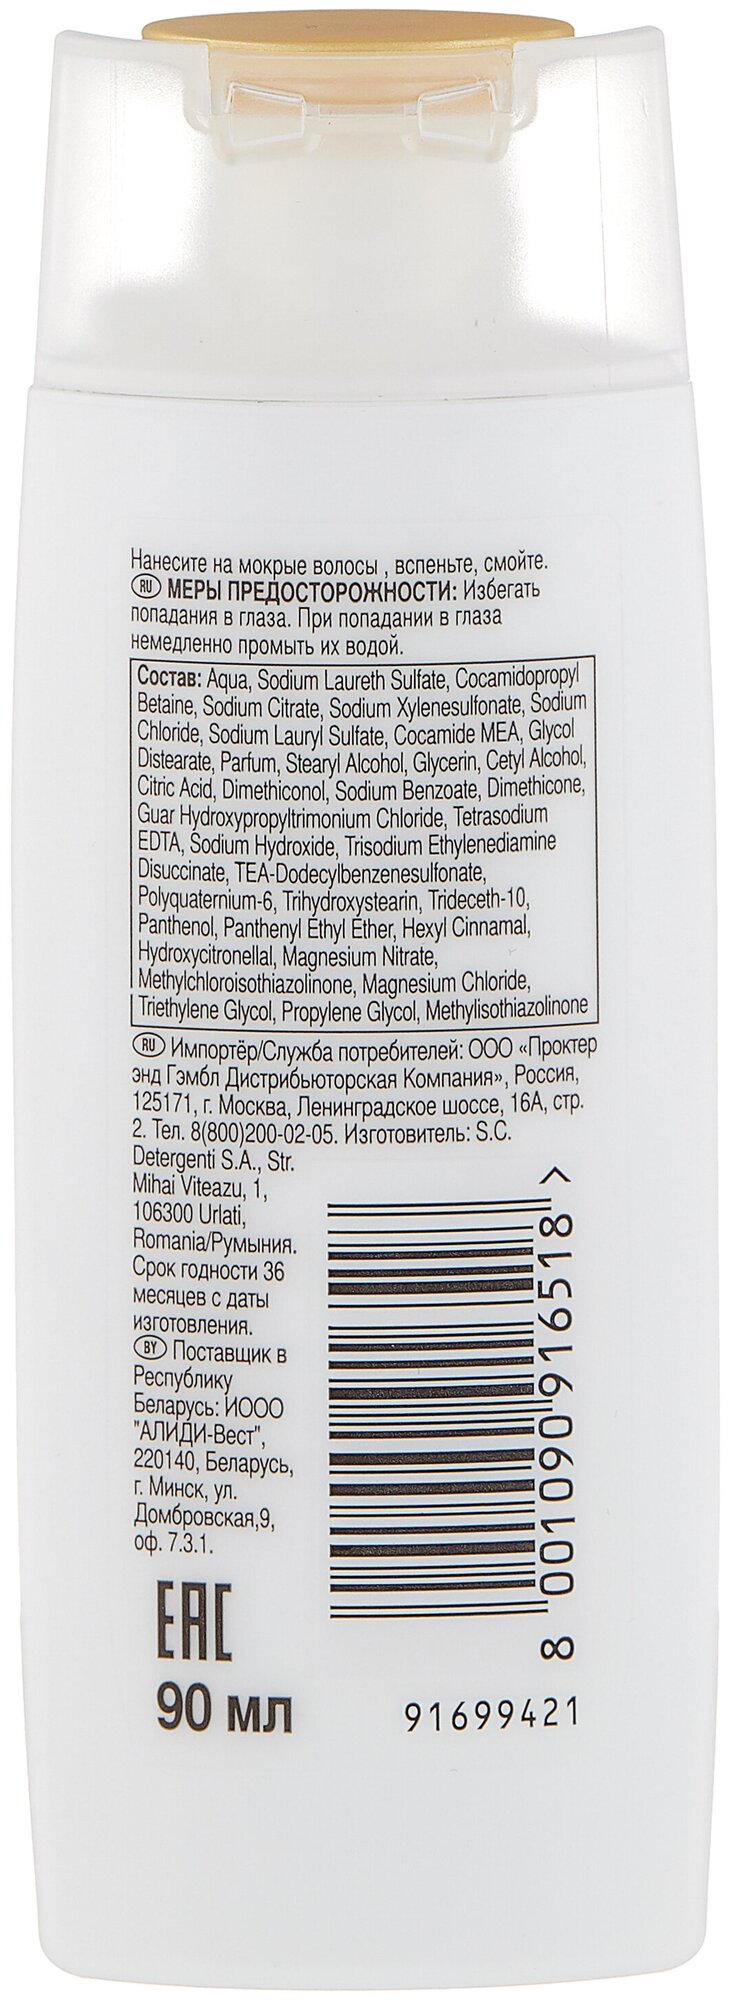 Нанесите на мокрые волосы , вспеньте, смойте.
RU МЕРЫ ПРЕДОСТОРОЖНОСТИ: Избегать
попадания в глаза. При попадании в глаза
немедленно промыть их водой.
Состав: Aqua, Sodium Laureth Sulfate, Cocamidopropyl
Betaine, Sodium Citrate, Sodium Xylenesulfonate, Sodium
Chloride, Sodium Lauryl Sulfate, Cocamide MEA, Glycol
Distearate, Parfum, Stearyl Alcohol, Glycerin, Cetyl Alcohol,
Citric Acid, Dimethiconol, Sodium Benzoate, Dimethicone,
Guar Hydroxypropyltrimonium Chloride, Tetrasodium
EDTA, Sodium Hydroxide, Trisodium Ethylenediamine
Disuccinate, TEA-Dodecylbenzenesulfonate,
Polyquaternium-6, Trihydroxystearin, Trideceth-10,
Panthenol, Panthenyl Ethyl Ether, Hexyl Cinnamal,
Hydroxycitronellal, Magnesium Nitrate,
Methylchloroisothiazolinone, Magnesium Chloride,
Triethylene Glycol, Propylene Glycol, Methylisothiazolinone
RU Импортёр/Служба потребителей: ООО «Проктер
энд Гэмбл Дистрибьюторская Компания», Россия,
125171, г. Москва, Ленинградское шоссе, 16А, стр.
2. Тел. 8(800)200-02-05. Изготовитель: S.C.
Detergenti S.A., Str.
Mihai Viteazu, 1,
106300 Urlati,
Romania/Румыния.
Срок годности 36
месяцев с даты
изготовления.
BY Поставщик в
Республику
Беларусь: ИООО
"АЛИДИ-Вест",
220140, Беларусь,
г. Минск, ул.
Домбровская,9,
оф. 7.3.1.
EAC
90 мл
8 001090 916518 >
91699421